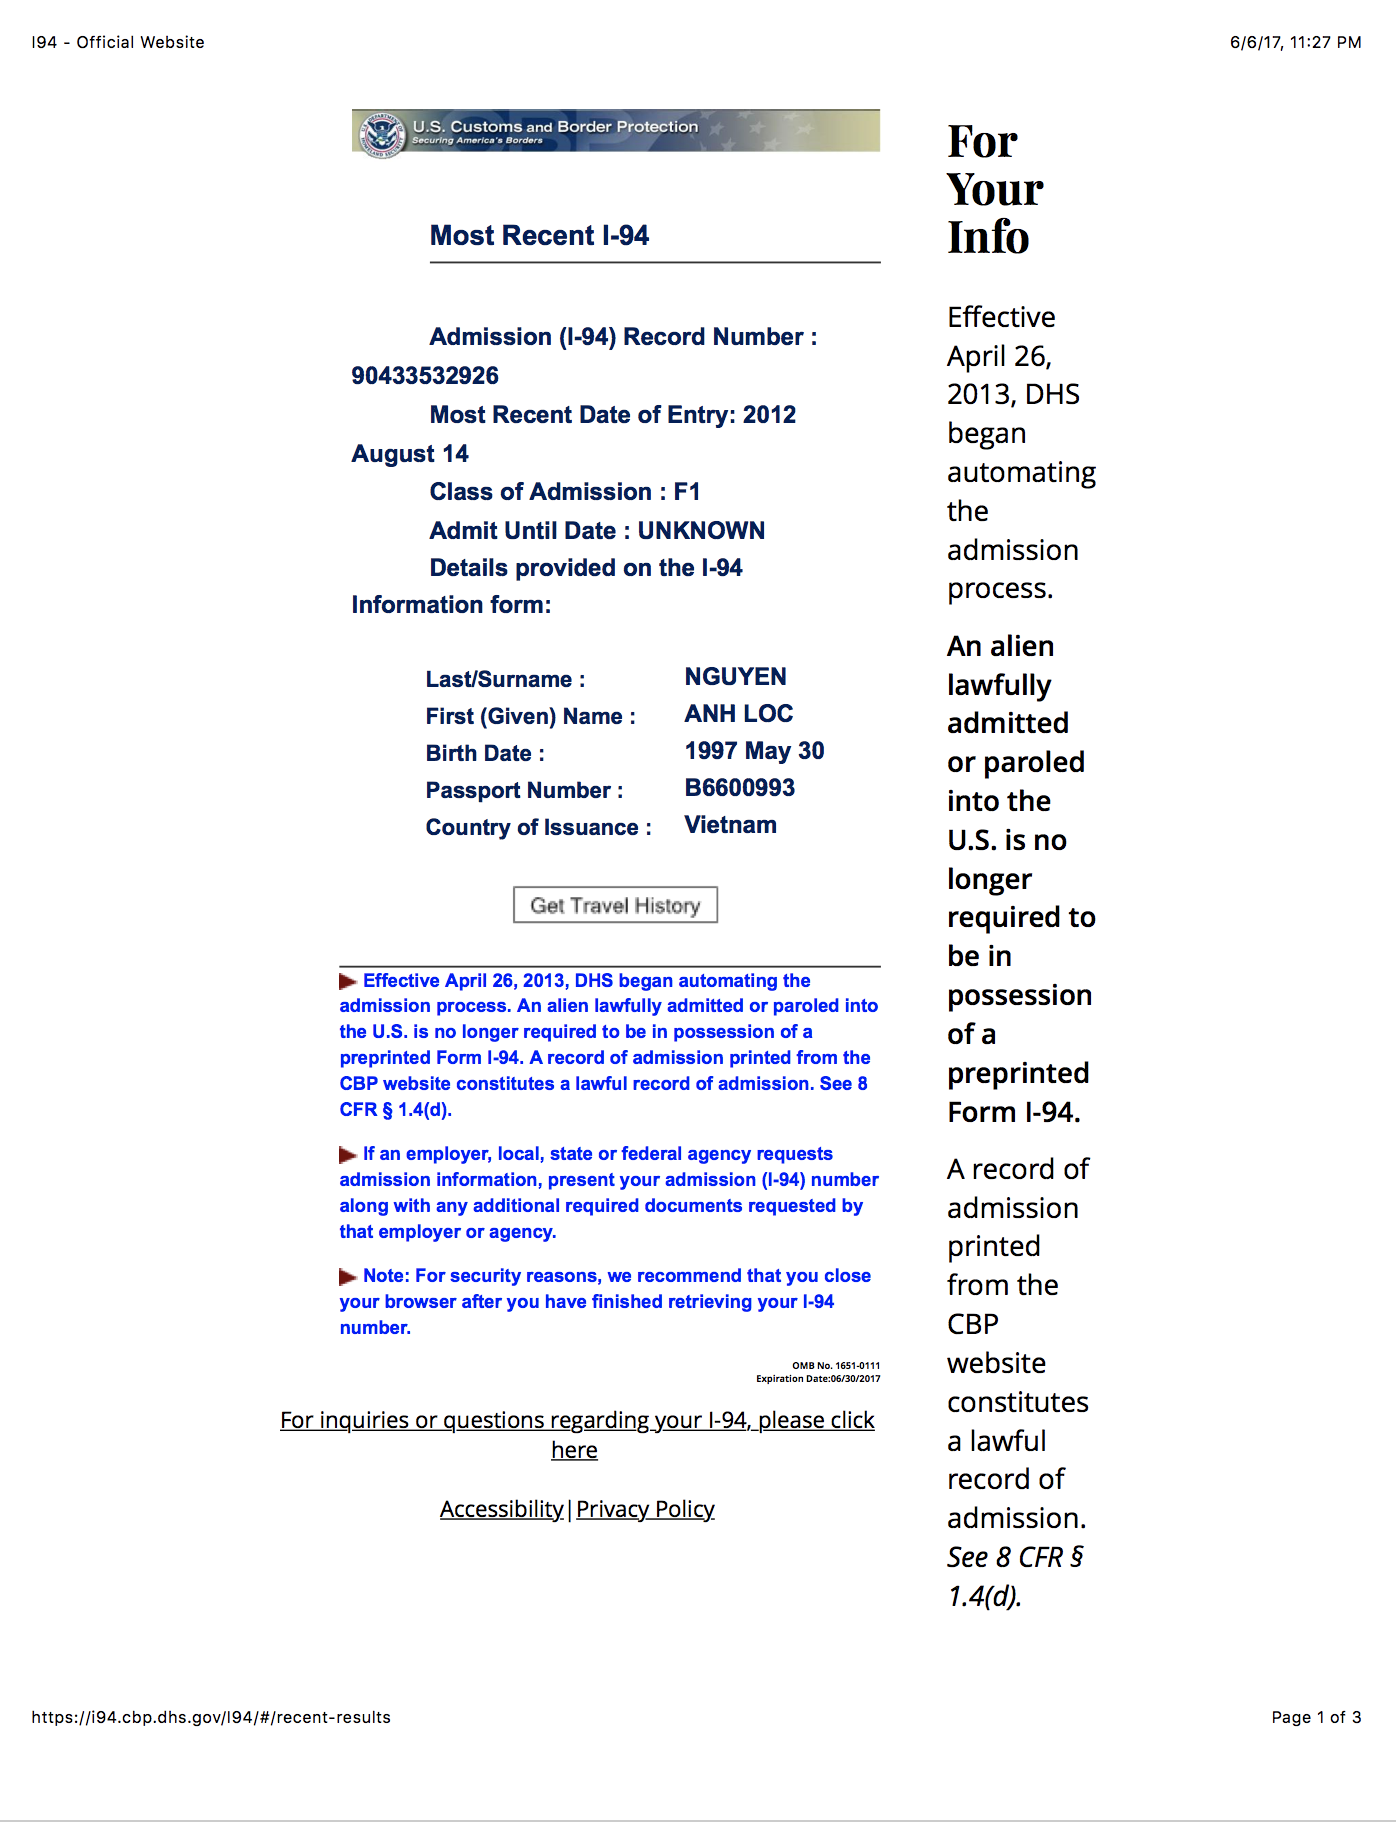 I94 - Official Website
6/6/17, 11:27 PM
U.S. Customs and Border Protection
Securing America's Borders
Most Recent I-94
Admission (I-94) Record Number :
90433532926
Most Recent Date of Entry: 2012
August 14
Class of Admission : F1
Admit Until Date : UNKNOWN
Details provided on the I-94
Information form:
Last/Surname : NGUYEN
First (Given) Name : ANH LOC
Birth Date : 1997 May 30
Passport Number : B6600993
Country of Issuance : Vietnam
Get Travel History
Effective April 26, 2013, DHS began automating the
admission process. An alien lawfully admitted or paroled into
the U.S. is no longer required to be in possession of a
preprinted Form I-94. A record of admission printed from the
CBP website constitutes a lawful record of admission. See 8
CFR § 1.4(d).
If an employer, local, state or federal agency requests
admission information, present your admission (I-94) number
along with any additional required documents requested by
that employer or agency.
Note: For security reasons, we recommend that you close
your browser after you have finished retrieving your I-94
number.
OMB No. 1651-0111
Expiration Date:06/30/2017
For inquiries or questions regarding your I-94, please click
here
Accessibility | Privacy Policy
For
Your
Info
Effective
April 26,
2013, DHS
began
automating
the
admission
process.
An alien
lawfully
admitted
or paroled
into the
U.S. is no
longer
required to
be in
possession
of a
preprinted
Form I-94.
A record of
admission
printed
from the
CBP
website
constitutes
a lawful
record of
admission.
See 8 CFR §
1.4(d).
https://i94.cbp.dhs.gov/I94/#/recent-results
Page 1 of 3